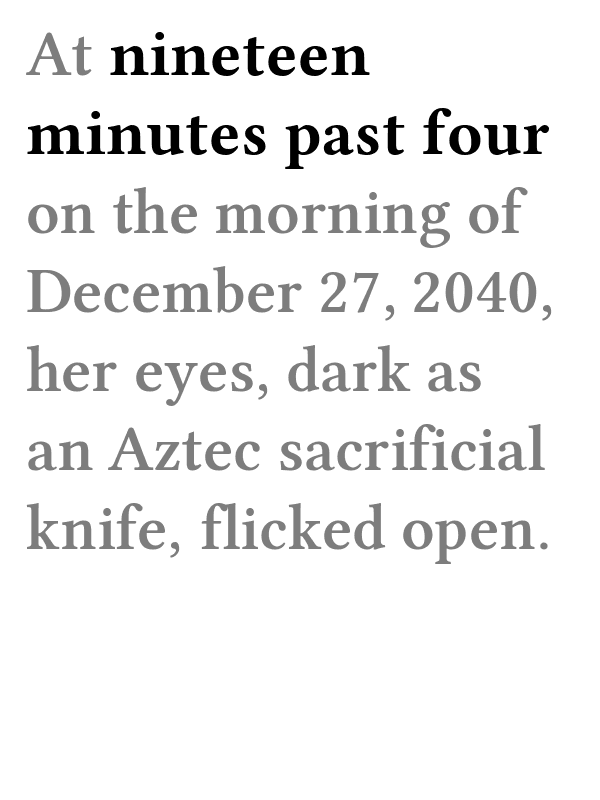 At nineteen
minutes past four
on the morning of
December 27, 2040,
her eyes, dark as
an Aztec sacrificial
knife, flicked open.